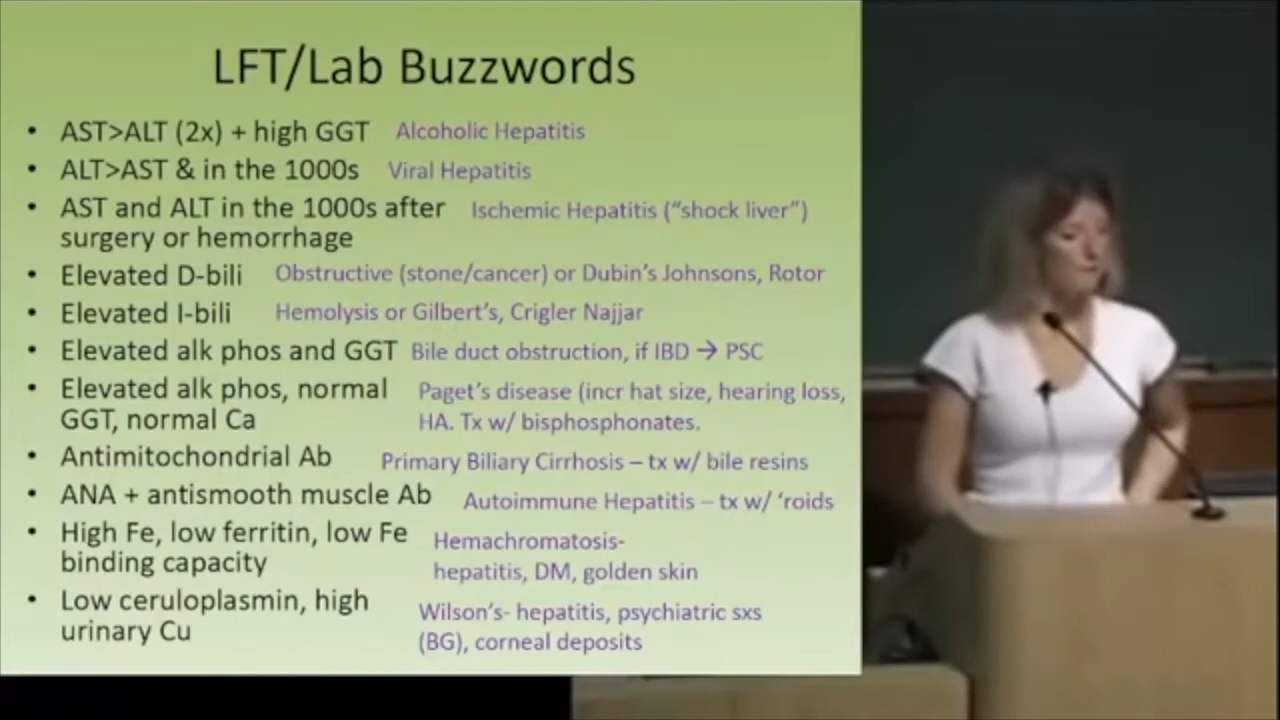 LFT/Lab Buzzwords
• AST>ALT (2x) + high GGT Alcoholic Hepatitis
• ALT>AST & in the 1000s Viral Hepatitis
• AST and ALT in the 1000s after Ischemic Hepatitis (“shock liver”)
surgery or hemorrhage
• Elevated D-bili Obstructive (stone/cancer) or Dubin’s Johnsons, Rotor
• Elevated I-bili Hemolysis or Gilbert’s, Crigler Najjar
• Elevated alk phos and GGT Bile duct obstruction, if IBD → PSC
• Elevated alk phos, normal Paget’s disease (incr hat size, hearing loss,
GGT, normal Ca HA. Tx w/ bisphosphonates.
• Antimitochondrial Ab Primary Biliary Cirrhosis – tx w/ bile resins
• ANA + antismooth muscle Ab Autoimmune Hepatitis – tx w/ ‘roids
• High Fe, low ferritin, low Fe Hemachromatosis-
binding capacity hepatitis, DM, golden skin
• Low ceruloplasmin, high Wilson’s- hepatitis, psychiatric sxs
urinary Cu (BG), corneal deposits